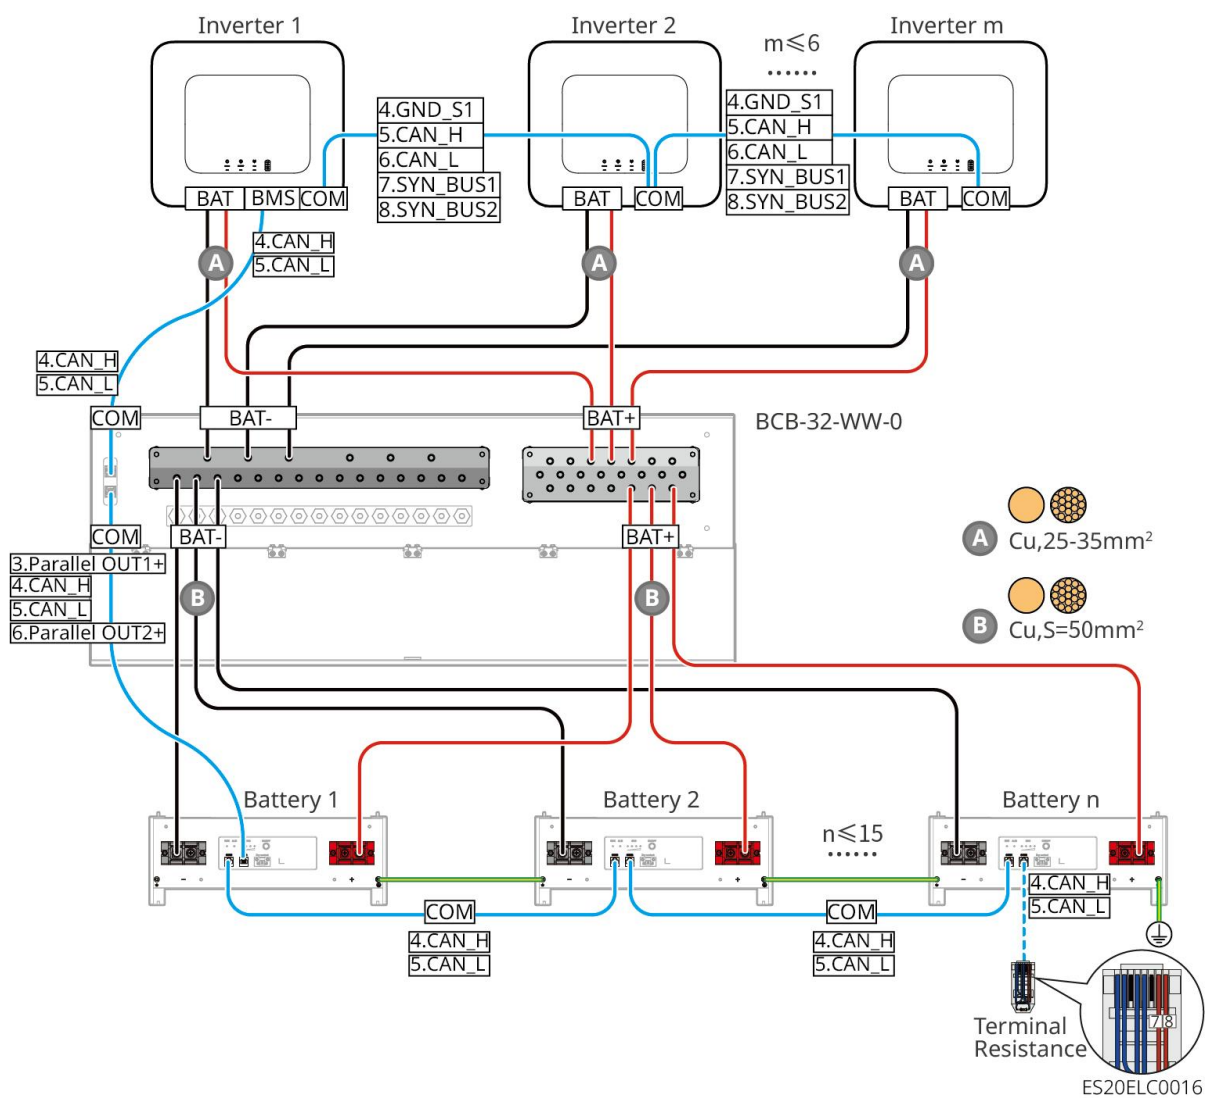 Inverter 1
Inverter 2
Inverter m
m≤6
......
4.GND_S1
5.CAN_H
6.CAN_L
7.SYN_BUS1
8.SYN_BUS2
4.GND_S1
5.CAN_H
6.CAN_L
7.SYN_BUS1
8.SYN_BUS2
BAT
BMS
COM
BAT
COM
BAT
COM
4.CAN_H
5.CAN_L
A
A
A
4.CAN_H
5.CAN_L
COM
BAT-
BAT+
BCB-32-WW-0
COM
BAT-
BAT+
3.Parallel OUT1+
4.CAN_H
5.CAN_L
6.Parallel OUT2+
B
B
A
Cu,25-35mm²
B
Cu,S=50mm²
Battery 1
Battery 2
Battery n
n≤15
......
-
+
-
+
-
+
COM
4.CAN_H
5.CAN_L
COM
4.CAN_H
5.CAN_L
4.CAN_H
5.CAN_L
7 8
Terminal
Resistance
ES20ELC0016